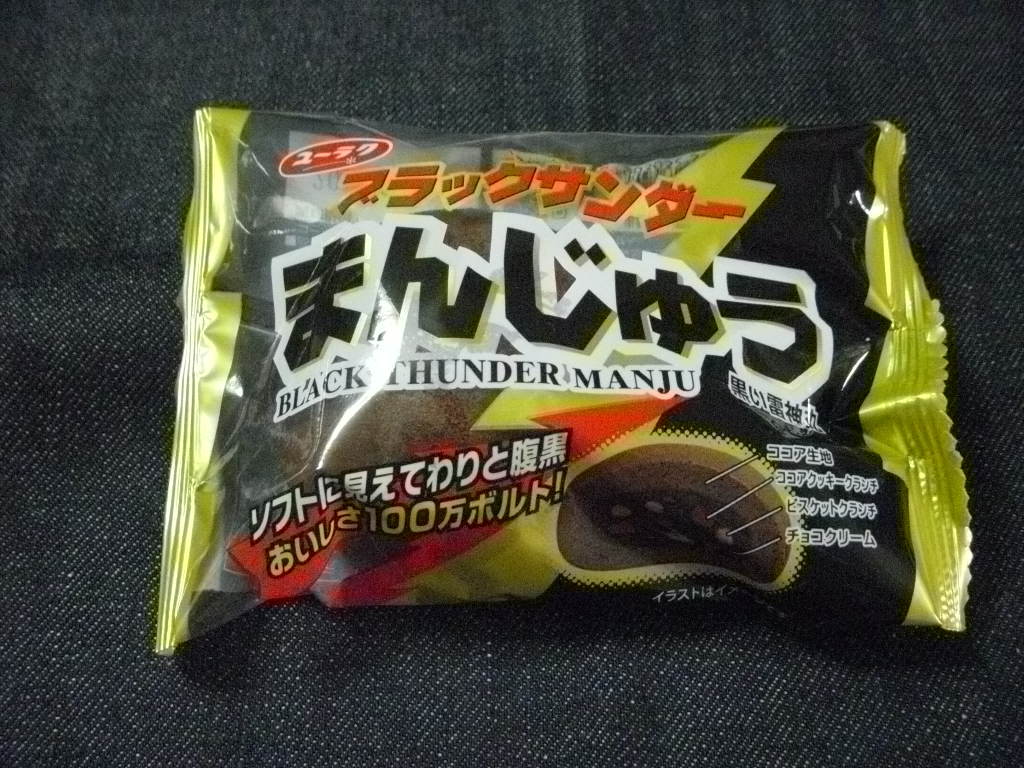 ユーラク
ブラックサンダー
まんじゅう
BLACK THUNDER MANJU
黒い雷神
ソフトに見えてわりと腹黒
おいしさ100万ボルト!
ココア生地
ココアクッキークランチ
ビスケットクランチ
チョコクリーム
イラストはイメ